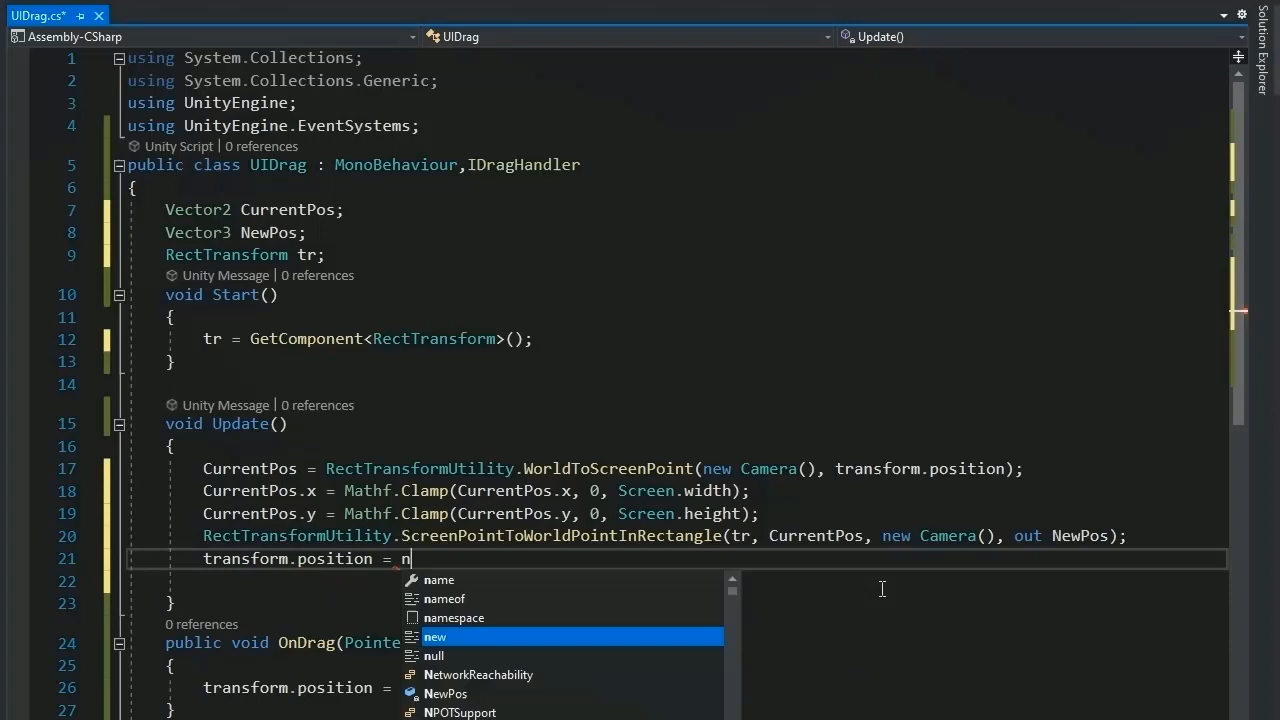 UIDrag.cs*
Assembly-CSharp UIDrag Update()
Solution Explorer
1 using System.Collections;
2 using System.Collections.Generic;
3 using UnityEngine;
4 using UnityEngine.EventSystems;
Unity Script | 0 references
5 public class UIDrag : MonoBehaviour,IDragHandler
6 {
7 Vector2 CurrentPos;
8 Vector3 NewPos;
9 RectTransform tr;
Unity Message | 0 references
10 void Start()
11 {
12 tr = GetComponent<RectTransform>();
13 }
14
Unity Message | 0 references
15 void Update()
16 {
17 CurrentPos = RectTransformUtility.WorldToScreenPoint(new Camera(), transform.position);
18 CurrentPos.x = Mathf.Clamp(CurrentPos.x, 0, Screen.width);
19 CurrentPos.y = Mathf.Clamp(CurrentPos.y, 0, Screen.height);
20 RectTransformUtility.ScreenPointToWorldPointInRectangle(tr, CurrentPos, new Camera(), out NewPos);
21 transform.position = n
22
23 }
0 references
24 public void OnDrag(Pointe
25 {
26 transform.position =
27 }
name
nameof
namespace
new
null
NetworkReachability
NewPos
NPOTSupport